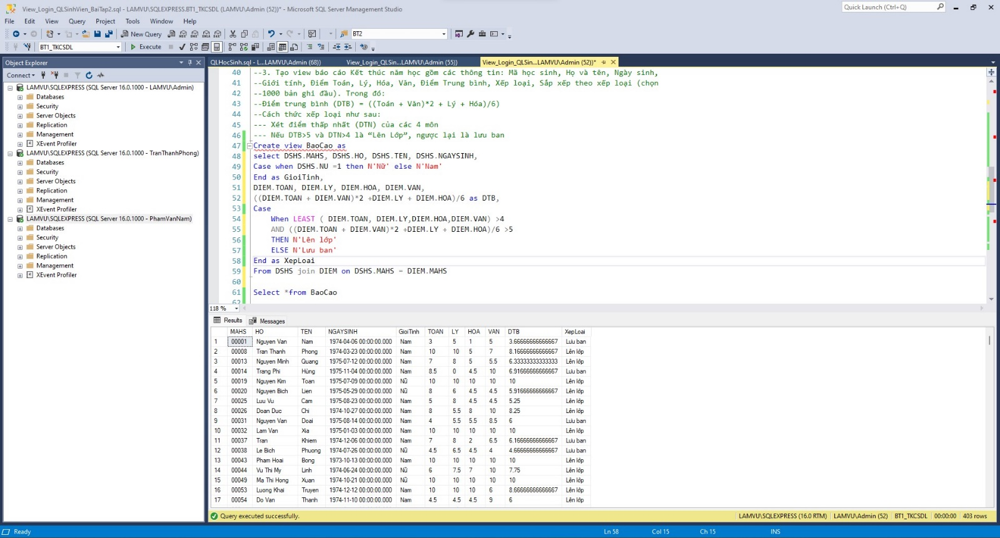 View_Login_QLSinhVien_BaiTap2.sql - LAMVU\SQLEXPRESS.BT1_TKCSDL (LAMVU\Admin (52))* - Microsoft SQL Server Management Studio
Quick Launch (Ctrl+Q)
File Edit View Query Project Tools Window Help
New Query BT2
BT1_TKCSDL Execute
Object Explorer
Connect
LAMVU\SQLEXPRESS (SQL Server 16.0.1000 - LAMVU\Admin)
Databases
Security
Server Objects
Replication
Management
XEvent Profiler
LAMVU\SQLEXPRESS (SQL Server 16.0.1000 - TranThanhPhong)
Databases
Security
Server Objects
Replication
Management
XEvent Profiler
LAMVU\SQLEXPRESS (SQL Server 16.0.1000 - PhamVanNam)
Databases
Security
Server Objects
Replication
Management
XEvent Profiler
QLHocSinh.sql - L...LAMVU\Admin (68)) View_Login_QLSin...LAMVU\Admin (55)) View_Login_QLSin...LAMVU\Admin (52))*
40 --3. Tạo view báo cáo Kết thúc năm học gồm các thông tin: Mã học sinh, Họ và tên, Ngày sinh,
41 --Giới tính, Điểm Toán, Lý, Hóa, Văn, Điểm Trung bình, Xếp loại, Sắp xếp theo xếp loại (chọn
42 --1000 bản ghi đầu). Trong đó:
43 --Điểm trung bình (DTB) = ((Toán + Văn)*2 + Lý + Hóa)/6)
44 --Cách thức xếp loại như sau:
45 --- Xét điểm thấp nhất (DTN) của các 4 môn
46 --- Nếu DTB>5 và DTN>4 là “Lên Lớp”, ngược lại là lưu ban
47 Create view BaoCao as
48 select DSHS.MAHS, DSHS.HO, DSHS.TEN, DSHS.NGAYSINH,
49 Case when DSHS.NU =1 then N'Nữ' else N'Nam'
50 End as GioiTinh,
51 DIEM.TOAN, DIEM.LY, DIEM.HOA, DIEM.VAN,
52 ((DIEM.TOAN + DIEM.VAN)*2 +DIEM.LY + DIEM.HOA)/6 as DTB,
53 Case
54 When LEAST ( DIEM.TOAN, DIEM.LY,DIEM.HOA,DIEM.VAN) >4
55 AND ((DIEM.TOAN + DIEM.VAN)*2 +DIEM.LY + DIEM.HOA)/6 >5
56 THEN N'Lên lớp'
57 ELSE N'Lưu ban'
58 End as XepLoai
59 From DSHS join DIEM on DSHS.MAHS = DIEM.MAHS
60
61 Select *from BaoCao
62
118 %
Results Messages
MAHS HO TEN NGAYSINH GioiTinh TOAN LY HOA VAN DTB XepLoai
1 00001 Nguyen Van Nam 1974-04-06 00:00:00.000 Nam 3 5 1 5 3.66666666666667 Lưu ban
2 00008 Tran Thanh Phong 1974-03-23 00:00:00.000 Nam 10 10 5 7 8.16666666666667 Lên lớp
3 00013 Nguyen Minh Quang 1975-07-12 00:00:00.000 Nam 7 8 5 5.5 6.33333333333333 Lên lớp
4 00014 Trang Phi Hùng 1975-11-04 00:00:00.000 Nam 8.5 0 4.5 10 6.91666666666667 Lưu ban
5 00019 Nguyen Kim Toan 1975-07-09 00:00:00.000 Nữ 10 10 10 10 10 Lên lớp
6 00020 Nguyen Bich Lien 1975-05-29 00:00:00.000 Nữ 8 6 4.5 4.5 5.91666666666667 Lên lớp
7 00025 Luu Vu Cam 1975-08-23 00:00:00.000 Nam 5 8 4.5 4.5 5.25 Lên lớp
8 00026 Doan Duc Chi 1974-10-27 00:00:00.000 Nam 8 5.5 8 10 8.25 Lên lớp
9 00031 Nguyen Van Doai 1975-08-14 00:00:00.000 Nam 4 5.5 5.5 8.5 6 Lưu ban
10 00032 Lam Van Xia 1975-01-03 00:00:00.000 Nam 10 10 10 10 10 Lên lớp
11 00037 Tran Khiem 1974-12-06 00:00:00.000 Nam 7 8 2 6.5 6.16666666666667 Lưu ban
12 00038 Le Bich Phuong 1974-07-26 00:00:00.000 Nữ 4.5 6.5 4.5 4 4.66666666666667 Lưu ban
13 00043 Pham Hoai Bong 1973-10-13 00:00:00.000 Nam 10 10 10 10 10 Lên lớp
14 00044 Vu Thi My Linh 1974-06-24 00:00:00.000 Nữ 6 7.5 7 10 7.75 Lên lớp
15 00049 Ma Thi Hong Xuan 1974-10-21 00:00:00.000 Nữ 10 10 10 10 10 Lên lớp
16 00053 Luong Khai Truyen 1974-12-12 00:00:00.000 Nam 10 10 10 6 8.66666666666667 Lên lớp
17 00054 Do Van Thanh 1974-11-10 00:00:00.000 Nam 4.5 4.5 4.5 9 6 Lên lớp
Query executed successfully. LAMVU\SQLEXPRESS (16.0 RTM) LAMVU\Admin (52) BT1_TKCSDL 00:00:00 403 rows
Ready Ln 58 Col 15 Ch 15 INS